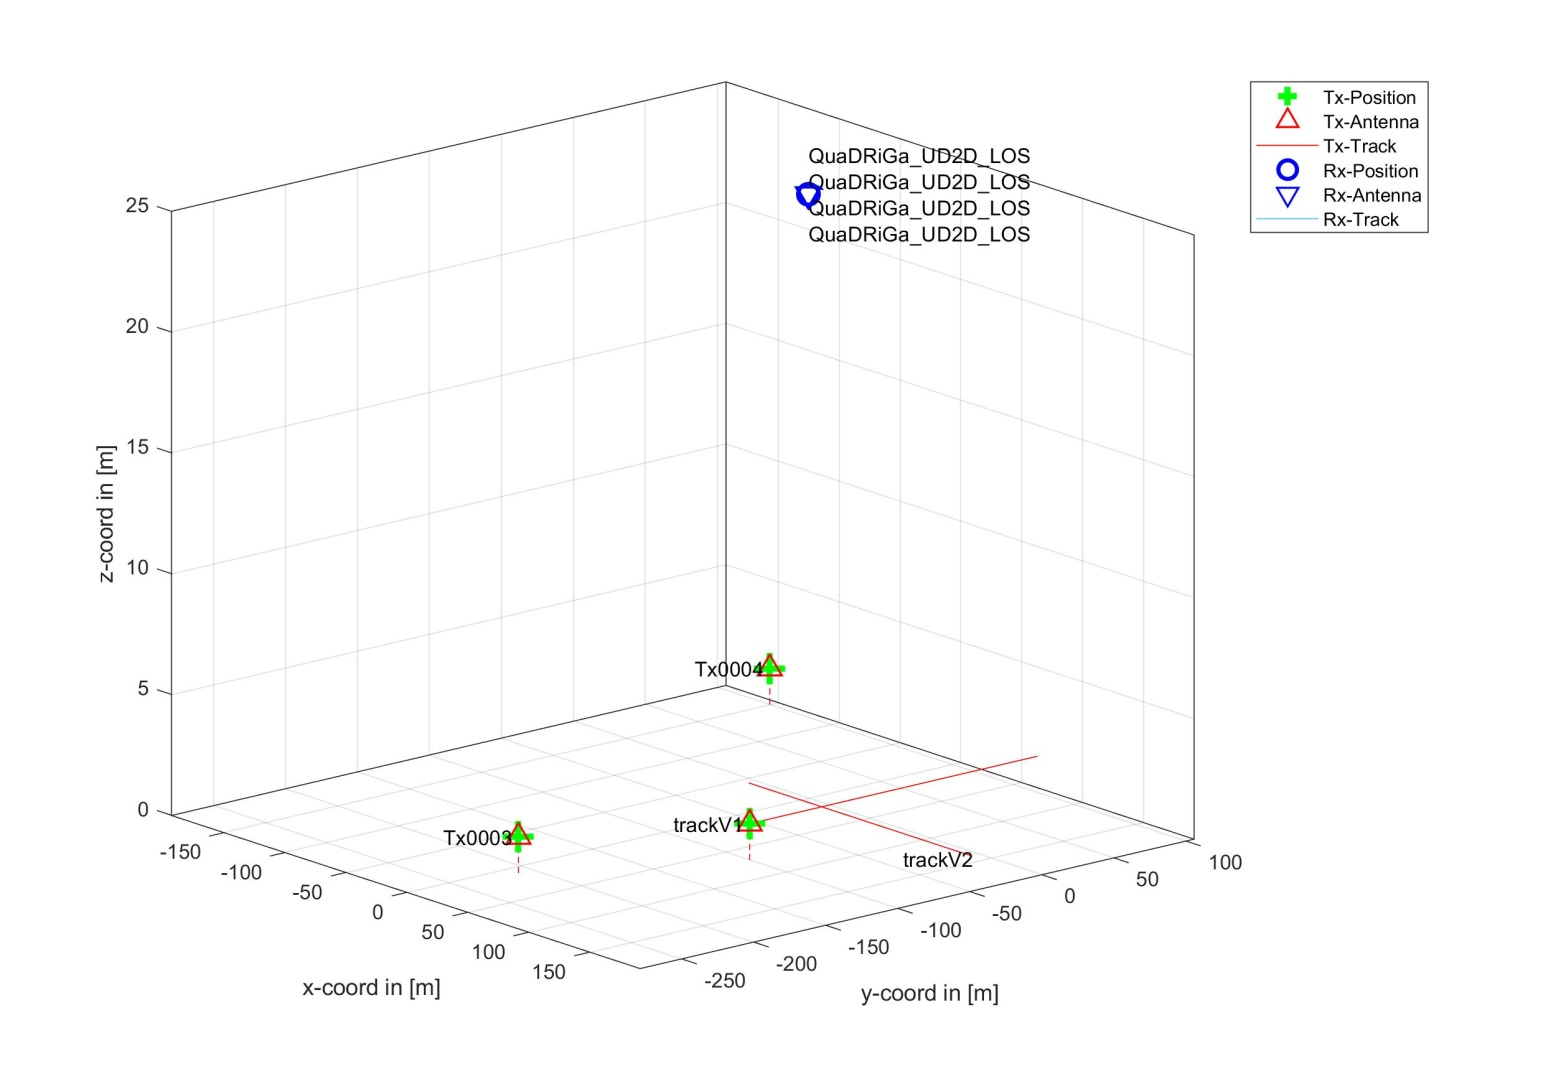 Tx-Position
Tx-Antenna
Tx-Track
Rx-Position
Rx-Antenna
Rx-Track
QuaDRiGa_UD2D_LOS
QuaDRiGa_UD2D_LOS
QuaDRiGa_UD2D_LOS
QuaDRiGa_UD2D_LOS
25
20
15
10
5
0
z-coord in [m]
Tx0004
trackV1
Tx0003
trackV2
-150
-100
-50
0
50
100
150
x-coord in [m]
100
50
0
-50
-100
-150
-200
-250
y-coord in [m]